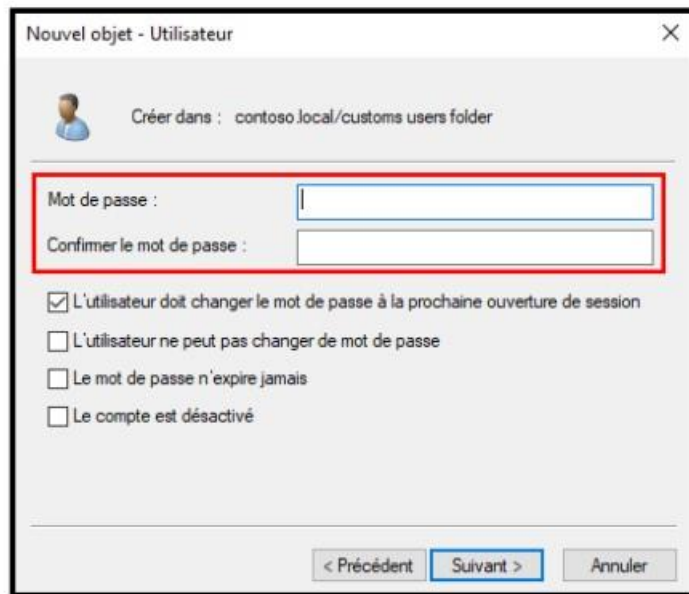 Nouvel objet - Utilisateur
Créer dans : contoso.local/customs users folder
Mot de passe :
Confirmer le mot de passe :
L'utilisateur doit changer le mot de passe à la prochaine ouverture de session
L'utilisateur ne peut pas changer de mot de passe
Le mot de passe n'expire jamais
Le compte est désactivé
< Précédent Suivant > Annuler